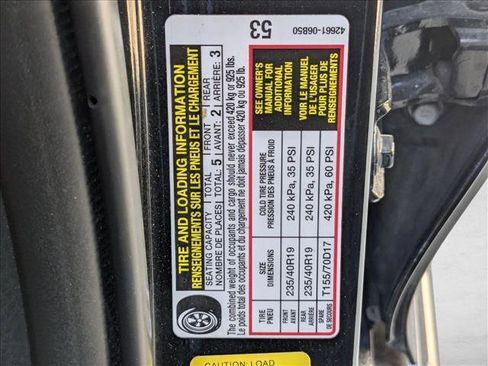 TIRE AND LOADING INFORMATION
RENSEIGNEMENTS SUR LES PNEUS ET LE CHARGEMENT
SEATING CAPACITY | TOTAL | FRONT | REAR
NOMBRE DE PLACES | TOTAL: 5 | AVANT: 2 | ARRIÈRE: 3
The combined weight of occupants and cargo should never exceed 420 kg or 925 lbs.
Le poids total des occupants et du chargement ne doit jamais dépasser 420 kg ou 925 lb.
TIRE SIZE COLD TIRE PRESSURE
PNEU DIMENSIONS PRESSION DES PNEUS À FROID
FRONT
AVANT 235/40R19 240 kPa, 35 PSI
REAR
ARRIÈRE 235/40R19 240 kPa, 35 PSI
SPARE
DE SECOURS T155/70D17 420 kPa, 60 PSI
SEE OWNER'S
MANUAL FOR
ADDITIONAL
INFORMATION
VOIR LE MANUEL
DE L'USAGER
POUR PLUS DE
RENSEIGNEMENTS
53
42661-06B50
CAUTION: LOAD